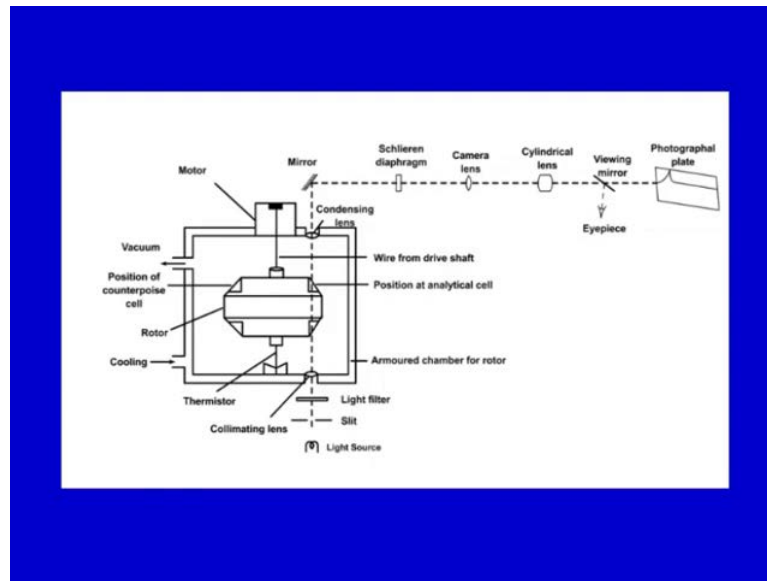 Schlieren
diaphragm
Camera
lens
Cylindrical
lens
Viewing
mirror
Photographal
plate
Motor
Mirror
Eyepiece
Condensing
lens
Vacuum
Wire from drive shaft
Position of
counterpoise
cell
Position at analytical cell
Rotor
Cooling
Armoured chamber for rotor
Thermistor
Light filter
Collimating lens
Slit
Light Source